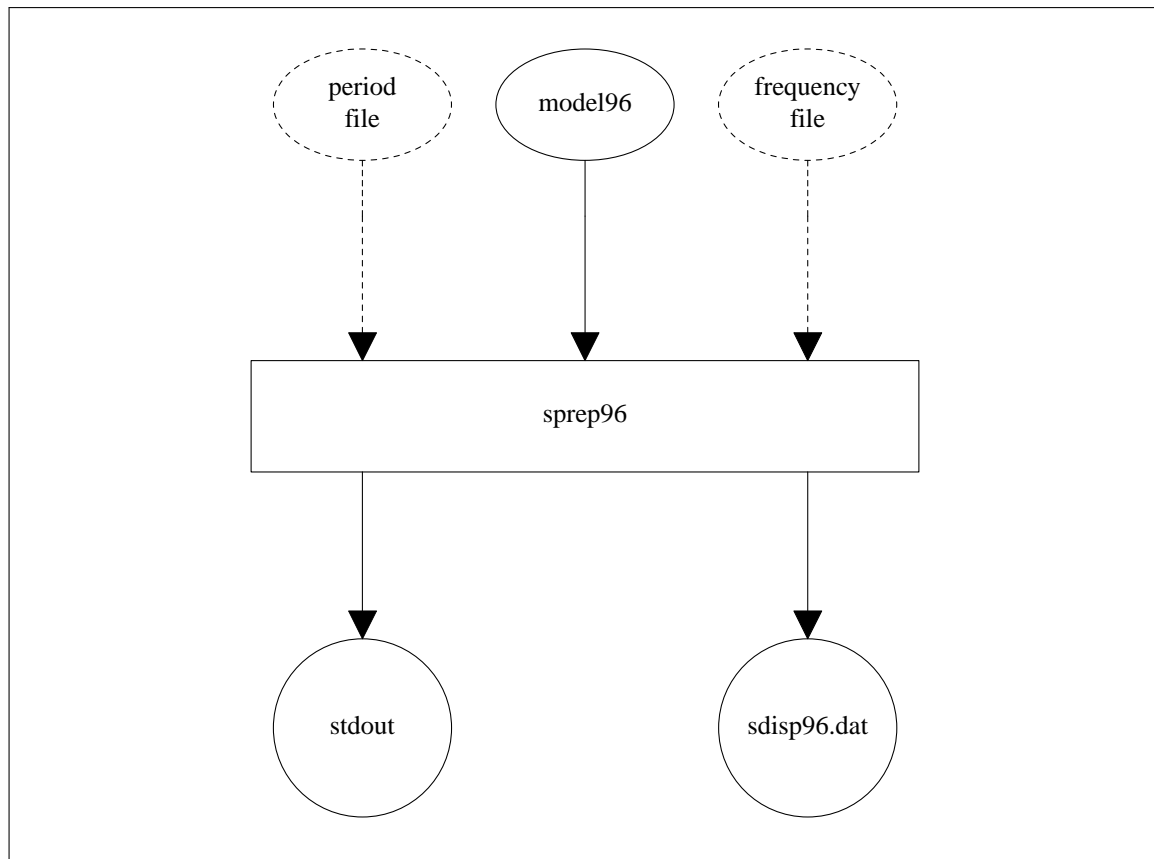 period
file
model96
frequency
file
sprep96
stdout
sdisp96.dat